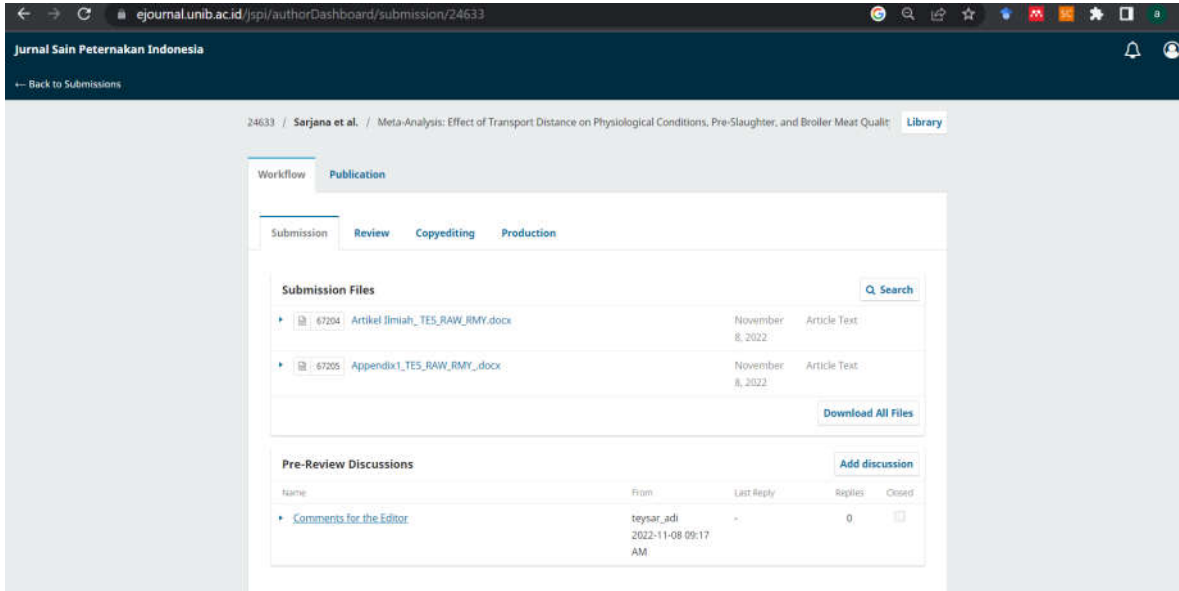 ejournal.unib.ac.id/jspi/authorDashboard/submission/24633
Jurnal Sain Peternakan Indonesia
← Back to Submissions
24633 / Sarjana et al. / Meta-Analysis: Effect of Transport Distance on Physiological Conditions, Pre-Slaughter, and Broiler Meat Quality
Library
Workflow Publication
Submission Review Copyediting Production
Submission Files
Search
67204 Artikel Ilmiah_ TES_RAW_RMY.docx November 8, 2022 Article Text
67205 Appendix1_TES_RAW_RMY_.docx November 8, 2022 Article Text
Download All Files
Pre-Review Discussions
Add discussion
Name From Last Reply Replies Closed
Comments for the Editor teysar_adi 2022-11-08 09:17 AM - 0